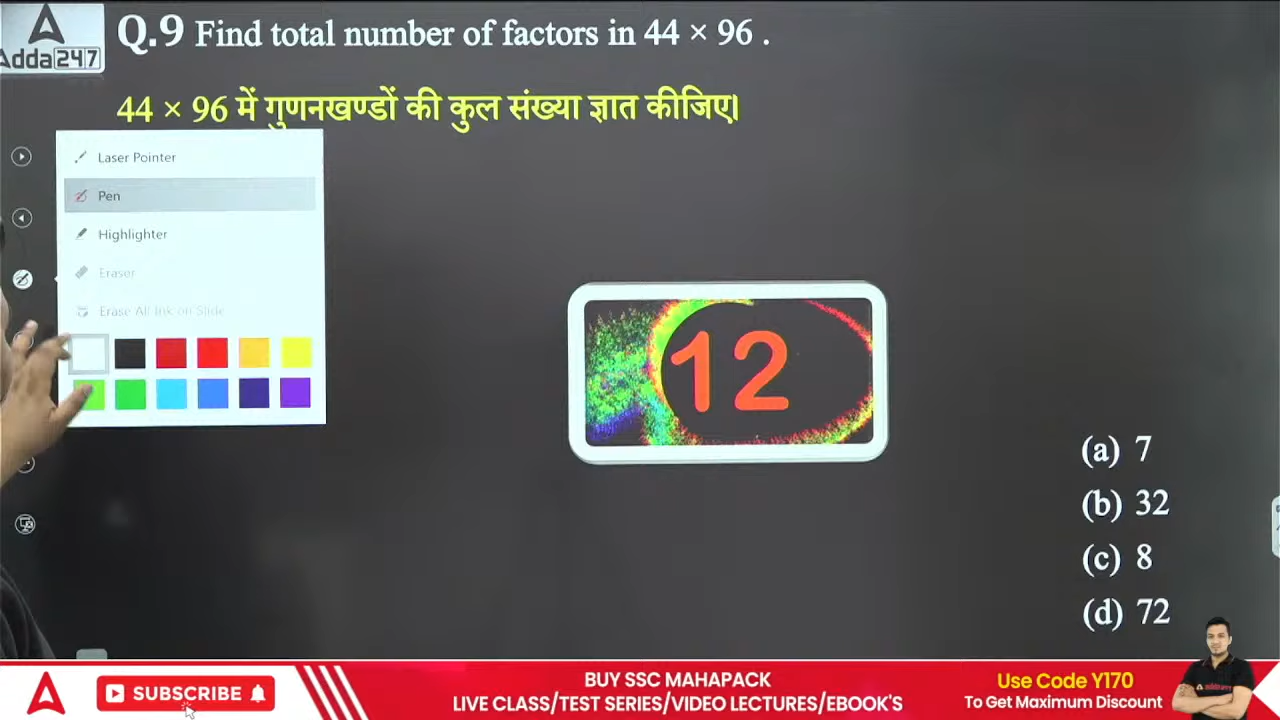 Adda247
Q.9 Find total number of factors in 44 × 96 .
44 × 96 में गुणनखण्डों की कुल संख्या ज्ञात कीजिए।
Laser Pointer
Pen
Highlighter
Eraser
Erase All Ink on Slide
12
(a) 7
(b) 32
(c) 8
(d) 72
SUBSCRIBE
BUY SSC MAHAPACK
LIVE CLASS/TEST SERIES/VIDEO LECTURES/EBOOK'S
Use Code Y170
To Get Maximum Discount